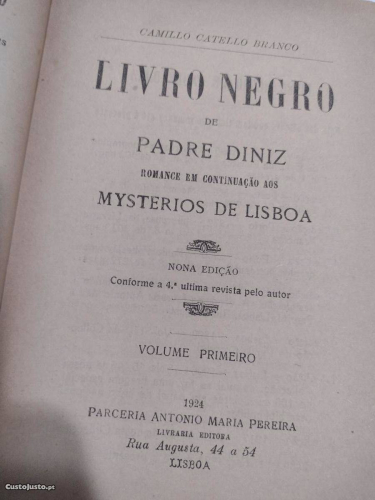 CAMILLO CATELLO BRANCO
LIVRO NEGRO
DE
PADRE DINIZ
ROMANCE EM CONTINUAÇÃO AOS
MYSTERIOS DE LISBOA
NONA EDIÇÃO
Conforme a 4.ª ultima revista pelo autor
VOLUME PRIMEIRO
1924
PARCERIA ANTONIO MARIA PEREIRA
LIVRARIA EDITORA
Rua Augusta, 44 a 54
LISBOA
CustoJusto.pt